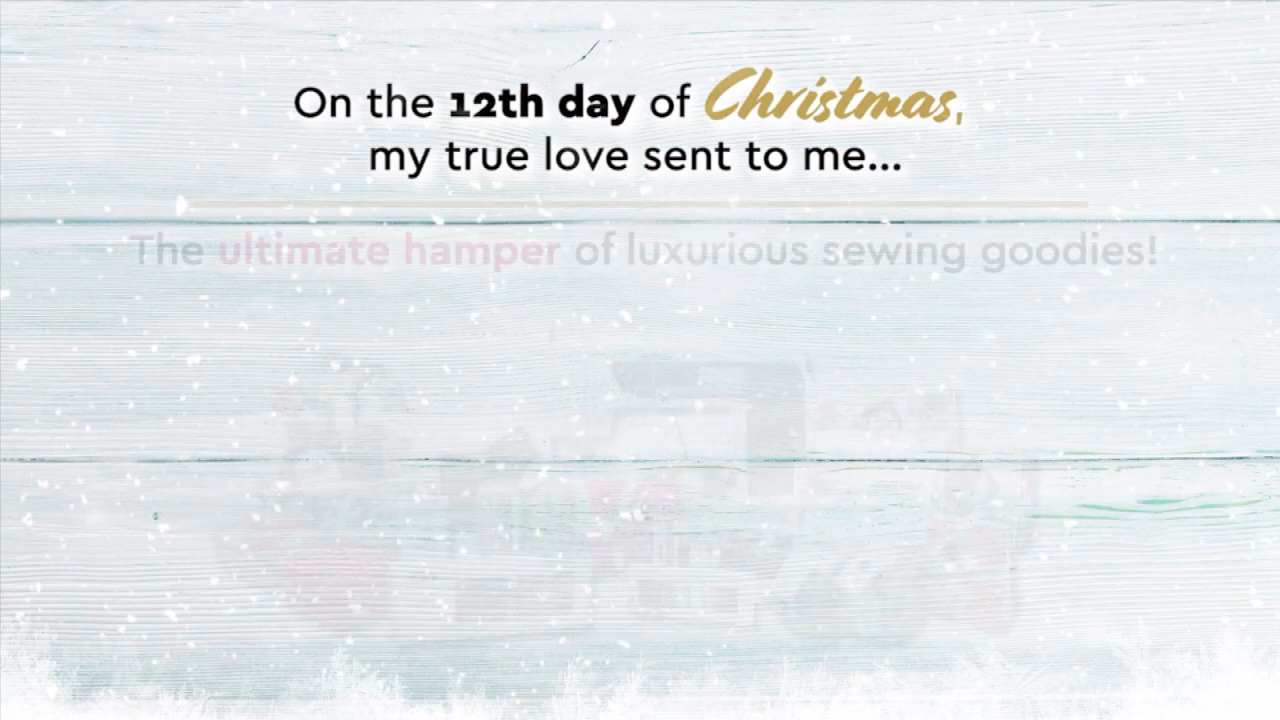 On the 12th day of Christmas,
my true love sent to me...
The ultimate hamper of luxurious sewing goodies!